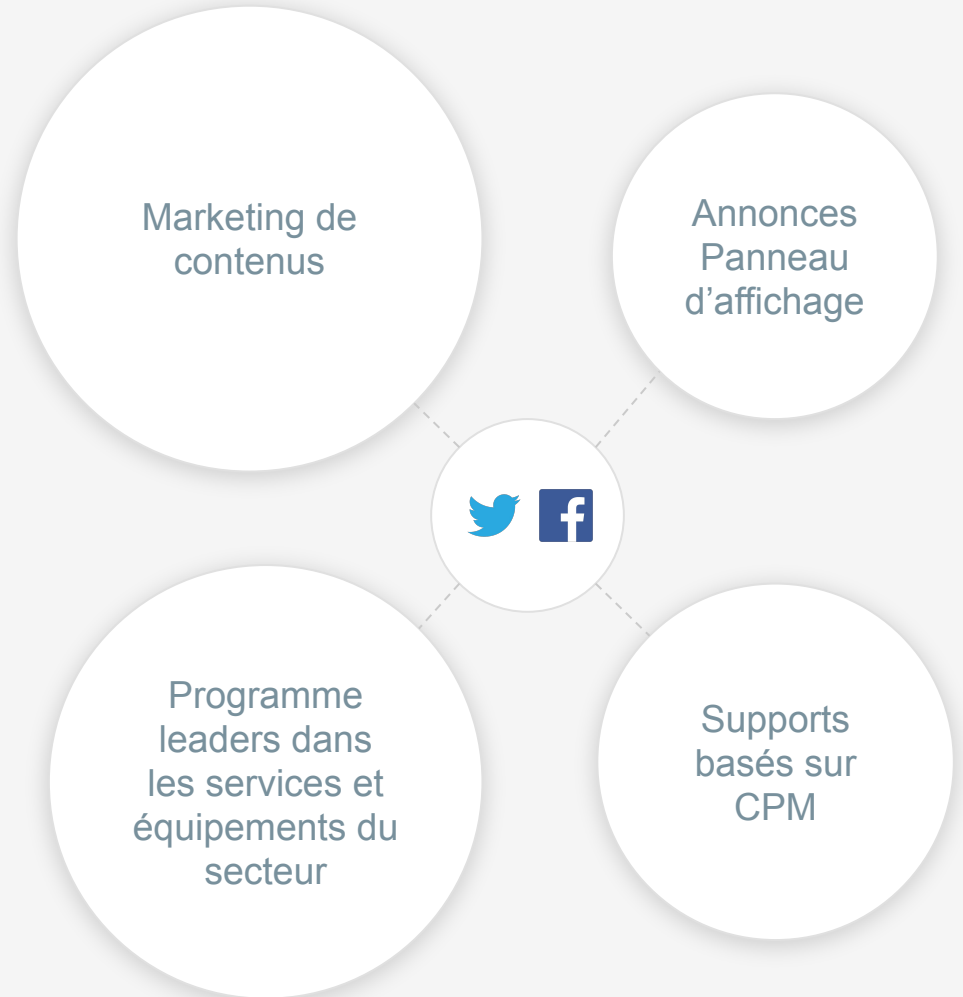 Marketing de
contenus
Annonces
Panneau
d’affichage
Programme
leaders dans
les services et
équipements du
secteur
Supports
basés sur
CPM